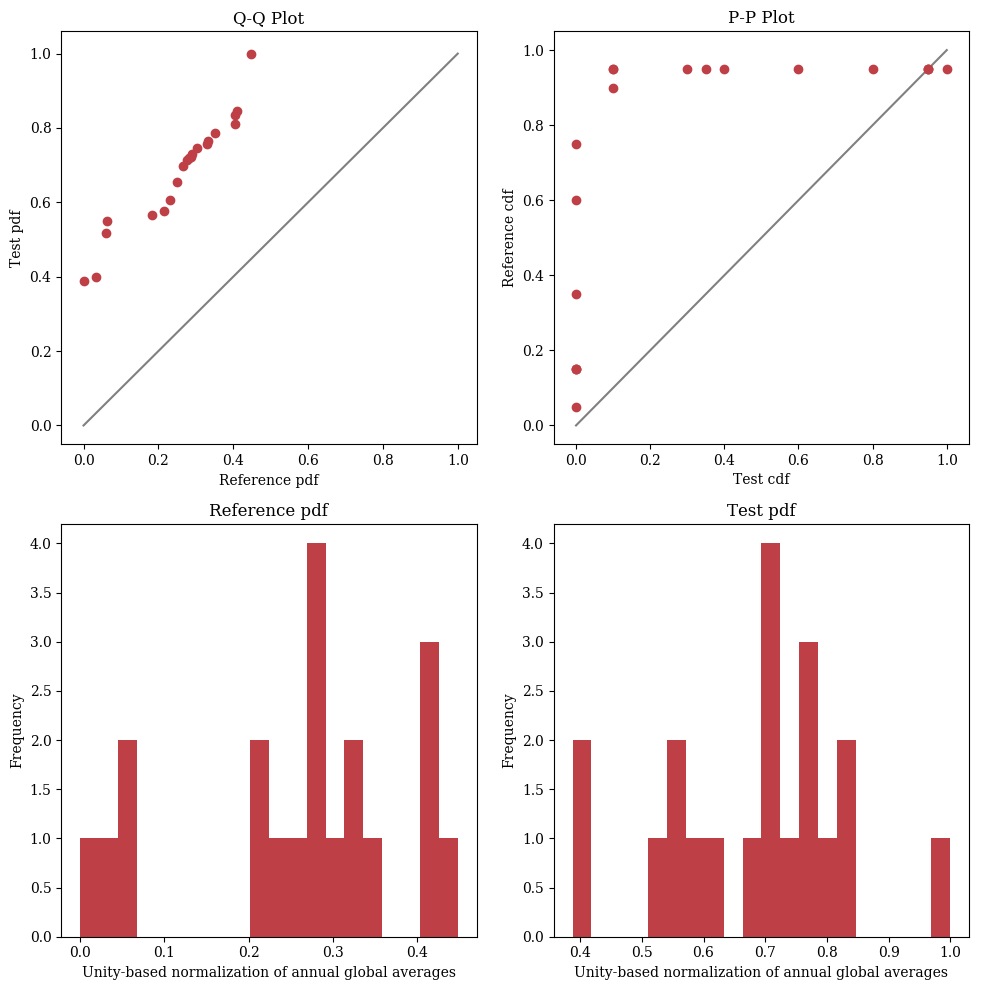 Q-Q Plot
1.0
0.8
0.6
0.4
0.2
0.0
Test pdf
0.0 0.2 0.4 0.6 0.8 1.0
Reference pdf
P-P Plot
1.0
0.8
0.6
0.4
0.2
0.0
Reference cdf
0.0 0.2 0.4 0.6 0.8 1.0
Test cdf
Reference pdf
4.0
3.5
3.0
2.5
2.0
1.5
1.0
0.5
0.0
Frequency
0.0 0.1 0.2 0.3 0.4
Unity-based normalization of annual global averages
Test pdf
4.0
3.5
3.0
2.5
2.0
1.5
1.0
0.5
0.0
Frequency
0.4 0.5 0.6 0.7 0.8 0.9 1.0
Unity-based normalization of annual global averages